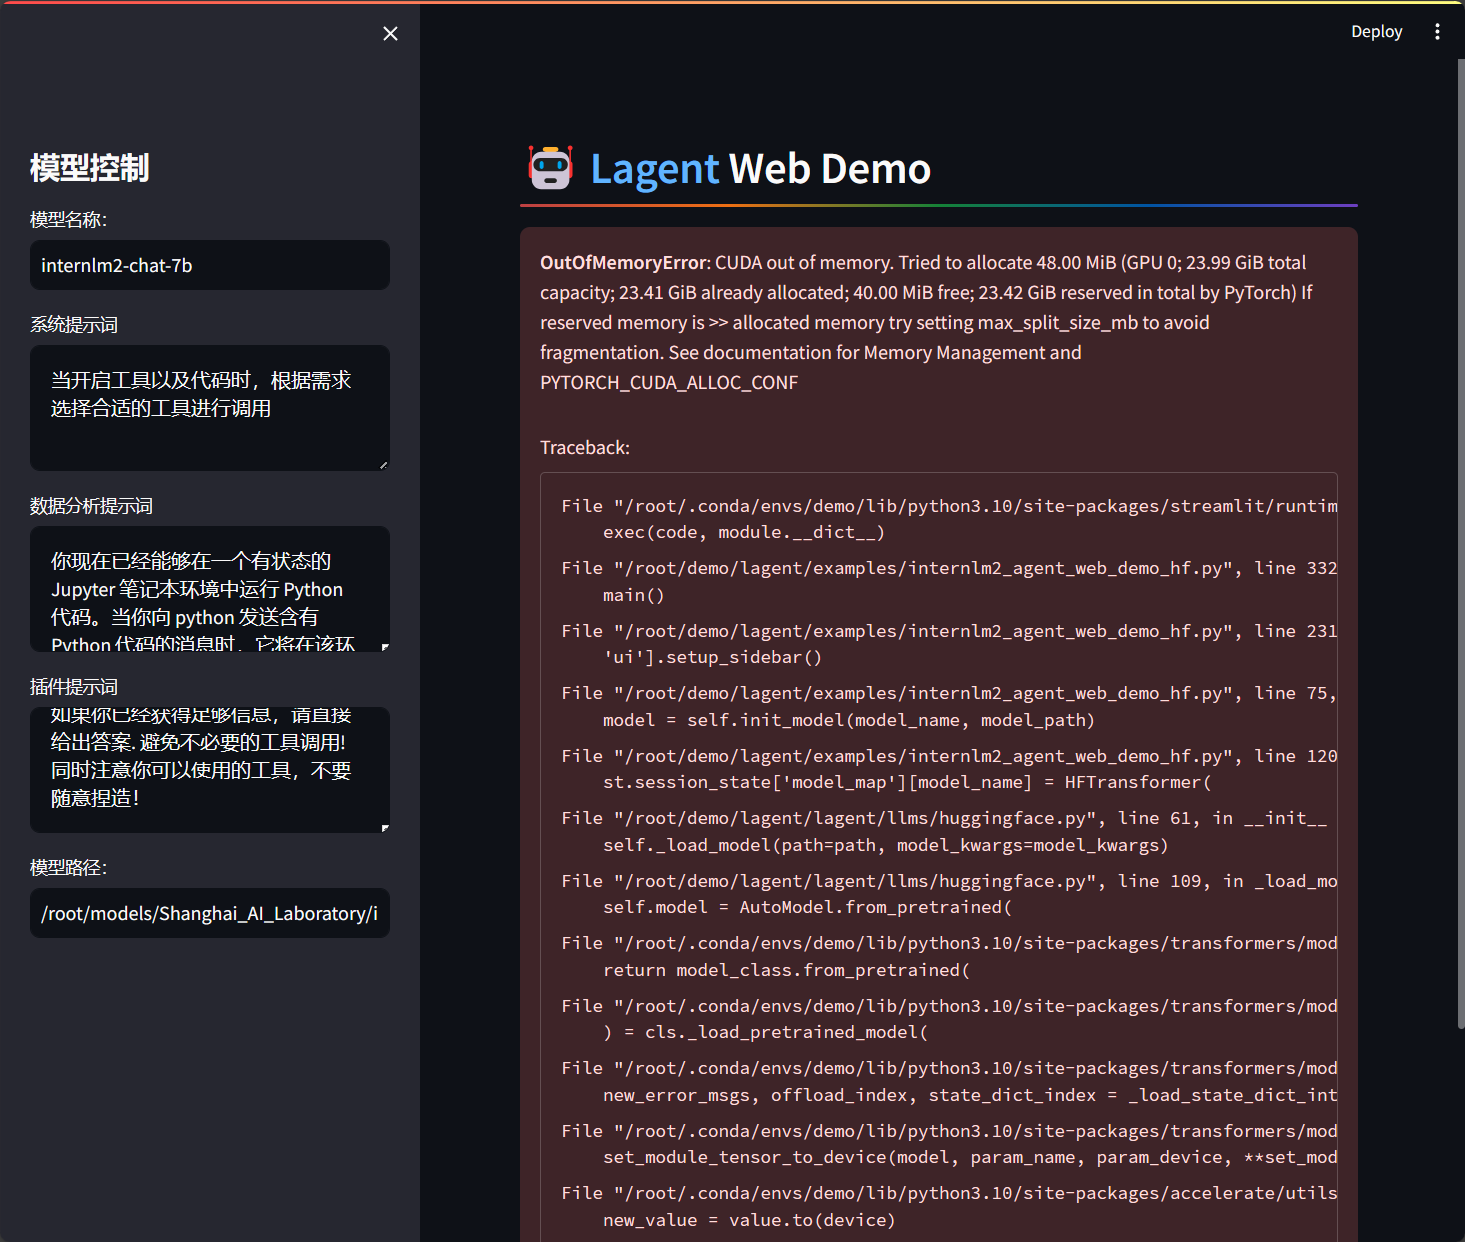 Deploy
模型控制
模型名称：
internlm2-chat-7b
系统提示词
当开启工具以及代码时，根据需求
选择合适的工具进行调用
数据分析提示词
你现在已经能够在一个有状态的
Jupyter 笔记本环境中运行 Python
代码。当你向 python 发送含有
Python 代码的消息时，它将在该环
插件提示词
如果你已经获得足够信息，请直接
给出答案. 避免不必要的工具调用!
同时注意你可以使用的工具，不要
随意捏造！
模型路径：
/root/models/Shanghai_AI_Laboratory/i
Lagent Web Demo
OutOfMemoryError: CUDA out of memory. Tried to allocate 48.00 MiB (GPU 0; 23.99 GiB total
capacity; 23.41 GiB already allocated; 40.00 MiB free; 23.42 GiB reserved in total by PyTorch) If
reserved memory is >> allocated memory try setting max_split_size_mb to avoid
fragmentation. See documentation for Memory Management and
PYTORCH_CUDA_ALLOC_CONF
Traceback:
File "/root/.conda/envs/demo/lib/python3.10/site-packages/streamlit/runtim
exec(code, module.__dict__)
File "/root/demo/lagent/examples/internlm2_agent_web_demo_hf.py", line 332
main()
File "/root/demo/lagent/examples/internlm2_agent_web_demo_hf.py", line 231
'ui'].setup_sidebar()
File "/root/demo/lagent/examples/internlm2_agent_web_demo_hf.py", line 75,
model = self.init_model(model_name, model_path)
File "/root/demo/lagent/examples/internlm2_agent_web_demo_hf.py", line 120
st.session_state['model_map'][model_name] = HFTransformer(
File "/root/demo/lagent/lagent/llms/huggingface.py", line 61, in __init__
self._load_model(path=path, model_kwargs=model_kwargs)
File "/root/demo/lagent/lagent/llms/huggingface.py", line 109, in _load_mo
self.model = AutoModel.from_pretrained(
File "/root/.conda/envs/demo/lib/python3.10/site-packages/transformers/mod
return model_class.from_pretrained(
File "/root/.conda/envs/demo/lib/python3.10/site-packages/transformers/mod
) = cls._load_pretrained_model(
File "/root/.conda/envs/demo/lib/python3.10/site-packages/transformers/mod
new_error_msgs, offload_index, state_dict_index = _load_state_dict_int
File "/root/.conda/envs/demo/lib/python3.10/site-packages/transformers/mod
set_module_tensor_to_device(model, param_name, param_device, **set_mod
File "/root/.conda/envs/demo/lib/python3.10/site-packages/accelerate/utils
new_value = value.to(device)